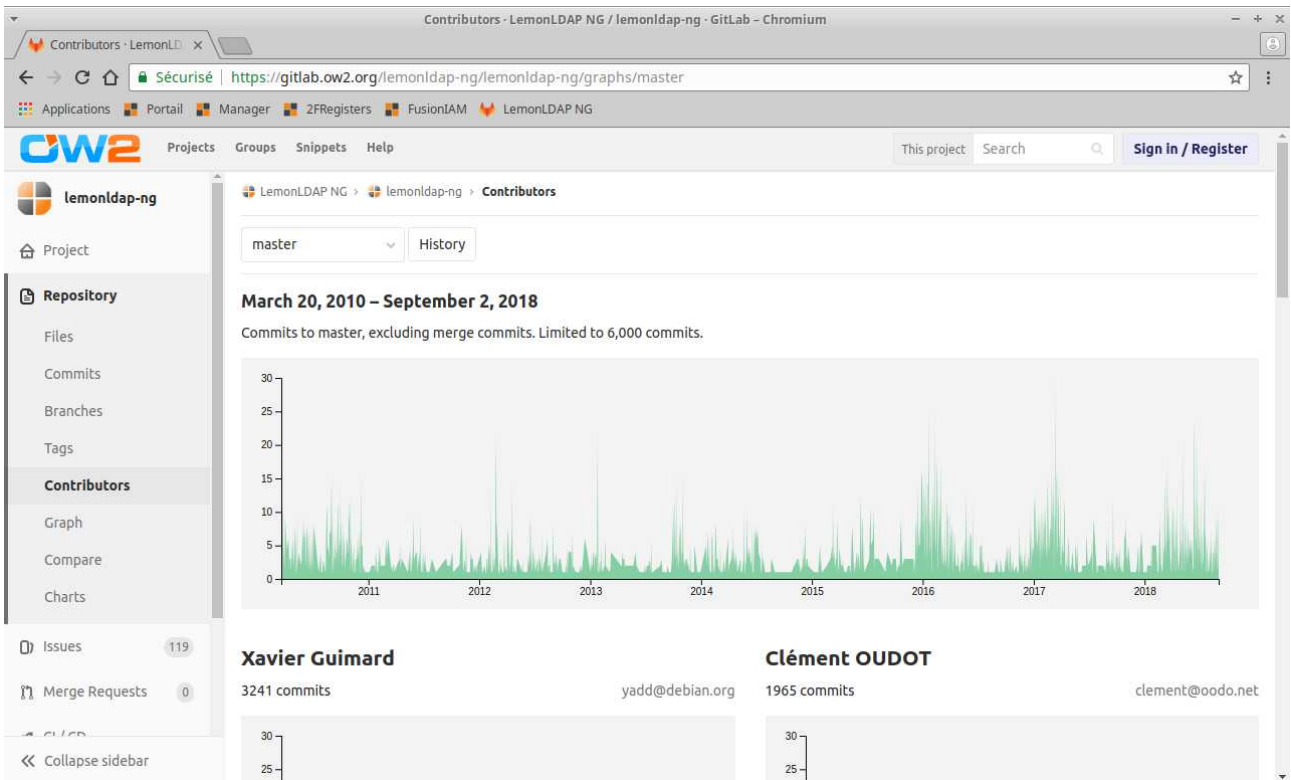 Contributors · LemonLDAP NG / lemonldap-ng · GitLab – Chromium
Contributors · LemonLD
Sécurisé https://gitlab.ow2.org/lemonldap-ng/lemonldap-ng/graphs/master
Applications Portail Manager 2FRegisters FusionIAM LemonLDAP NG
OW2 Projects Groups Snippets Help This project Search Sign in / Register
lemonldap-ng
LemonLDAP NG › lemonldap-ng › Contributors
master History
Project
Repository
Files
Commits
Branches
Tags
Contributors
Graph
Compare
Charts
Issues 119
Merge Requests 0
CI / CD
Collapse sidebar
March 20, 2010 – September 2, 2018
Commits to master, excluding merge commits. Limited to 6,000 commits.
30
25
20
15
10
5
0
2011 2012 2013 2014 2015 2016 2017 2018
Xavier Guimard
3241 commits yadd@debian.org
30
25
Clément OUDOT
1965 commits clement@oodo.net
30
25